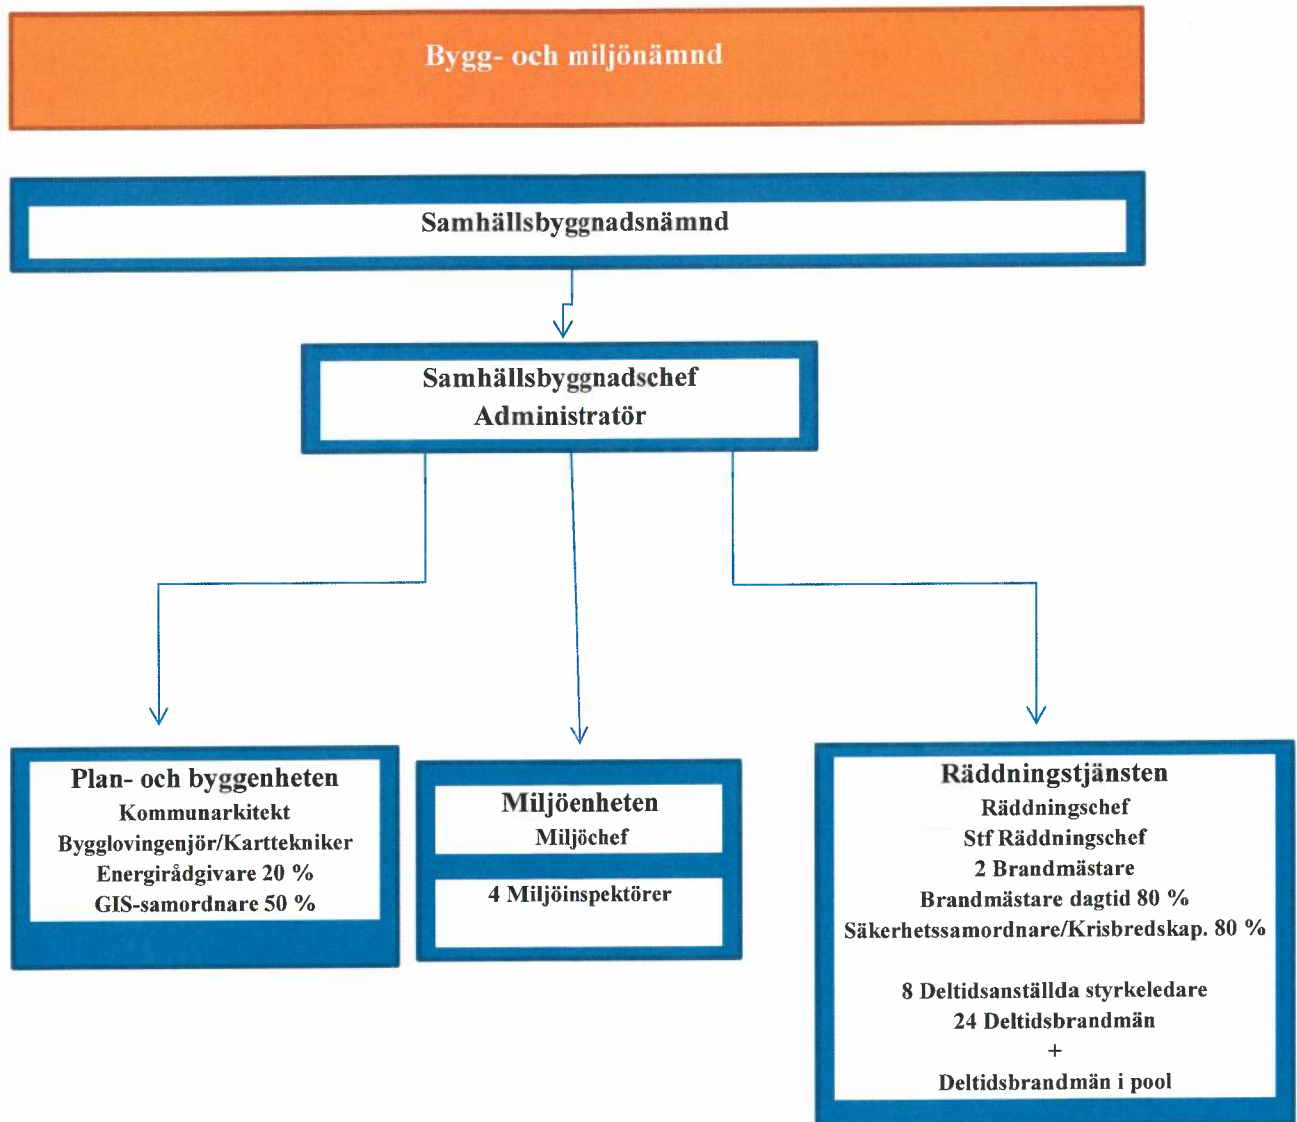 Bygg- och miljönämnd
Samhällsbyggnadsnämnd
Samhällsbyggnadschef
Administratör
Plan- och byggenheten
Kommunarkitekt
Bygglovingenjör/Karttekniker
Energirådgivare 20 %
GIS-samordnare 50 %
Miljöenheten
Miljöchef
4 Miljöinspektörer
Räddningstjänsten
Räddningschef
Stf Räddningschef
2 Brandmästare
Brandmästare dagtid 80 %
Säkerhetssamordnare/Krisbredskap. 80 %
8 Deltidsanställda styrkeledare
24 Deltidsbrandmän
+
Deltidsbrandmän i pool